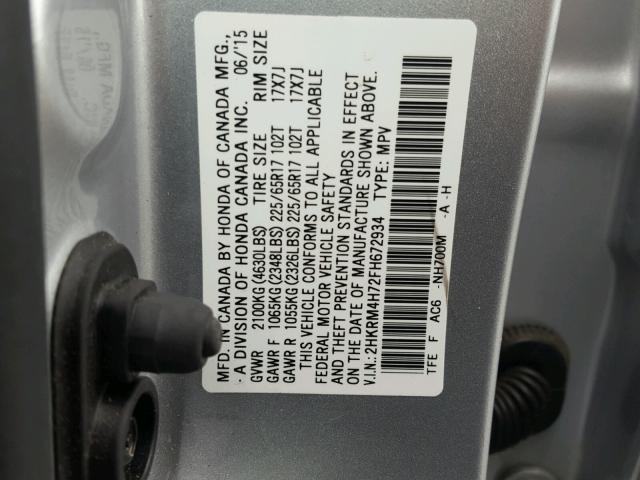 MFD. IN CANADA BY HONDA OF CANADA MFG.,
A DIVISION OF HONDA CANADA INC. 06/'15
GVWR 2100KG (4630LBS) TIRE SIZE RIM SIZE
GAWR F 1065KG (2348LBS) 225/65R17 102T 17X7J
GAWR R 1055KG (2326LBS) 225/65R17 102T 17X7J
THIS VEHICLE CONFORMS TO ALL APPLICABLE
FEDERAL MOTOR VEHICLE SAFETY
AND THEFT PREVENTION STANDARDS IN EFFECT
ON THE DATE OF MANUFACTURE SHOWN ABOVE.
V.I.N.: 2HKRM4H72FH672934 TYPE: MPV
TFE F AC6 -NH700M -A -H